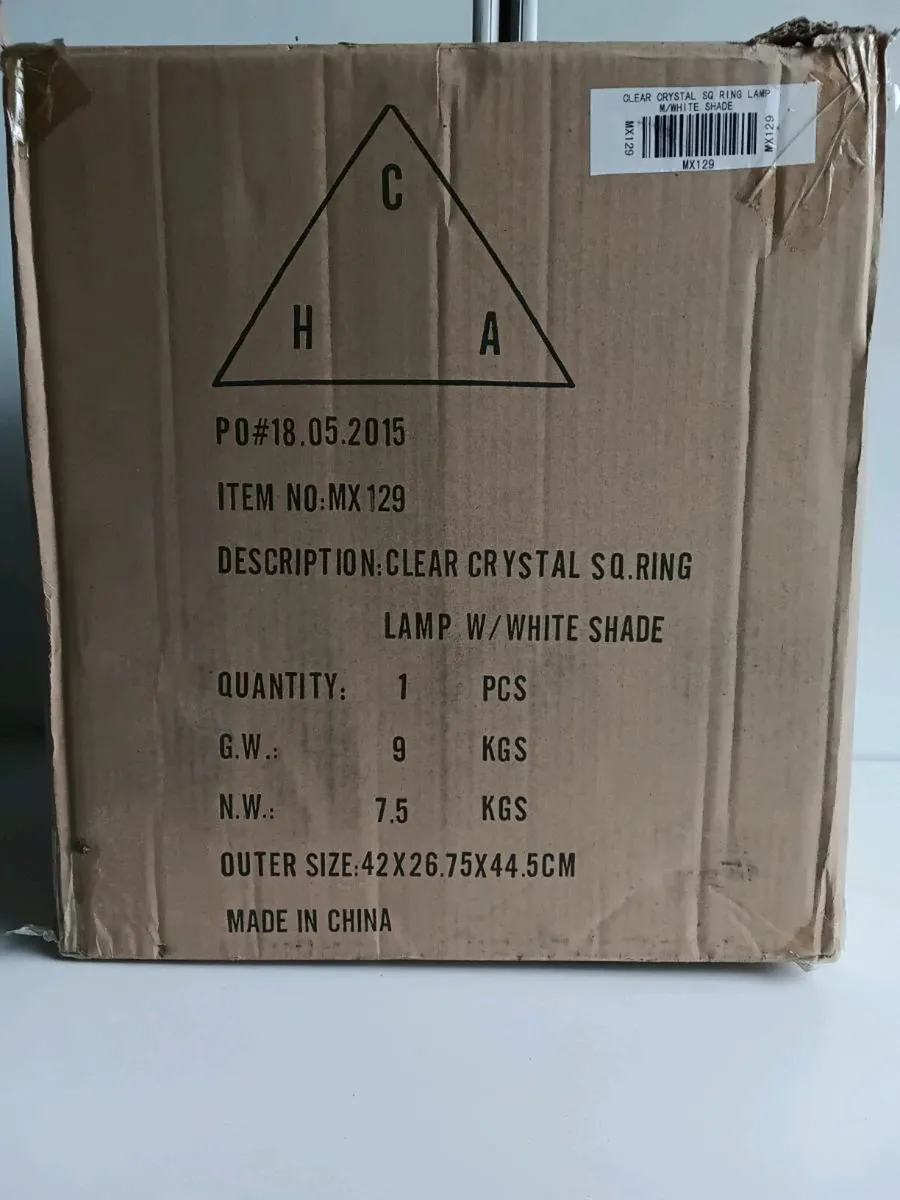 CLEAR CRYSTAL SQ RING LAMP
M/WHITE SHADE
MX129
MX129
MX129
C
H A
PO#18.05.2015
ITEM NO:MX129
DESCRIPTION:CLEAR CRYSTAL SQ.RING
LAMP W/WHITE SHADE
QUANTITY: 1 PCS
G.W.: 9 KGS
N.W.: 7.5 KGS
OUTER SIZE:42X26.75X44.5CM
MADE IN CHINA